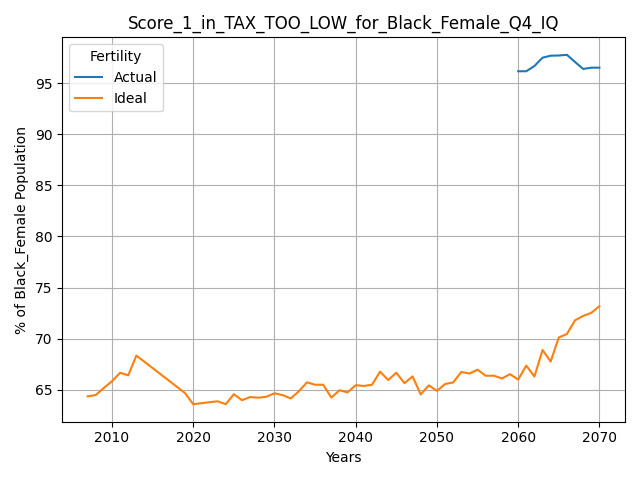 Score_1_in_TAX_TOO_LOW_for_Black_Female_Q4_IQ
Fertility
Actual
Ideal
95
90
85
80
75
70
65
% of Black_Female Population
2010 2020 2030 2040 2050 2060 2070
Years